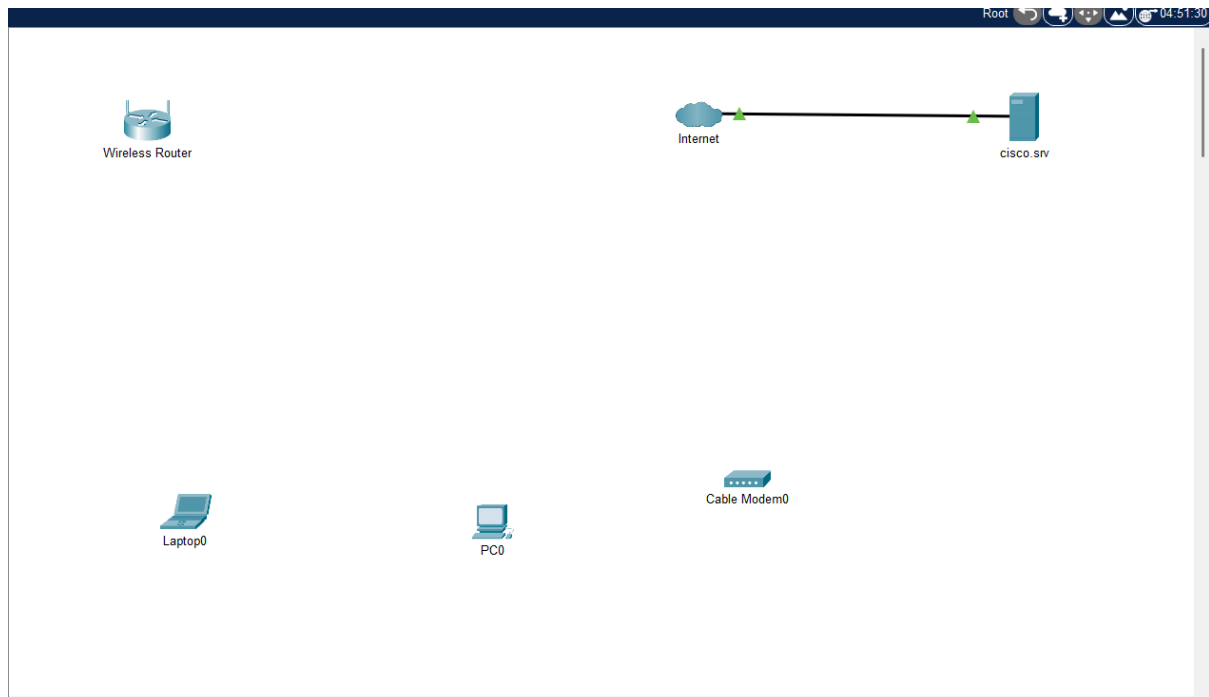 Root 04:51:30
Wireless Router
Internet
cisco.srv
Cable Modem0
Laptop0
PC0